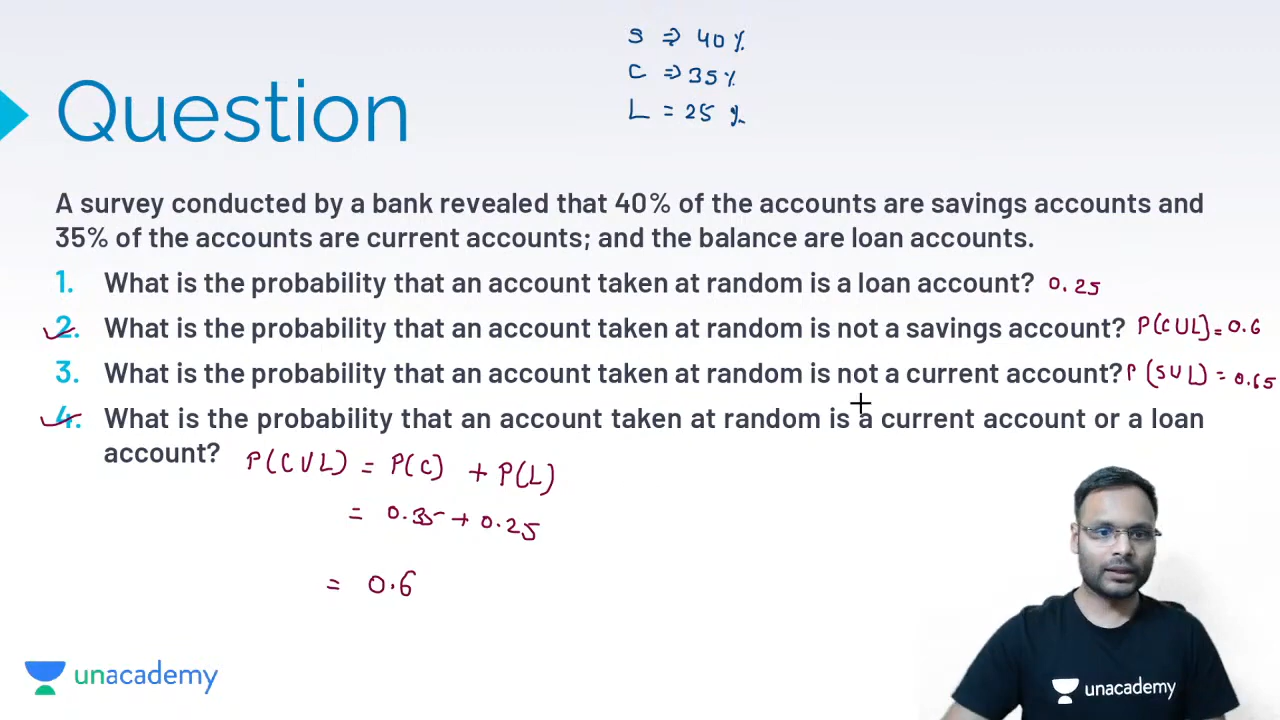 S ⇒ 40 %
C ⇒ 35 %
L = 25 %
Question
A survey conducted by a bank revealed that 40% of the accounts are savings accounts and
35% of the accounts are current accounts; and the balance are loan accounts.
1. What is the probability that an account taken at random is a loan account? 0.25
2. What is the probability that an account taken at random is not a savings account? P(CUL)=0.6
3. What is the probability that an account taken at random is not a current account? P(SUL) = 0.65
4. What is the probability that an account taken at random is a current account or a loan
account? P(CUL) = P(C) + P(L)
= 0.35 + 0.25
= 0.6
unacademy
unacademy